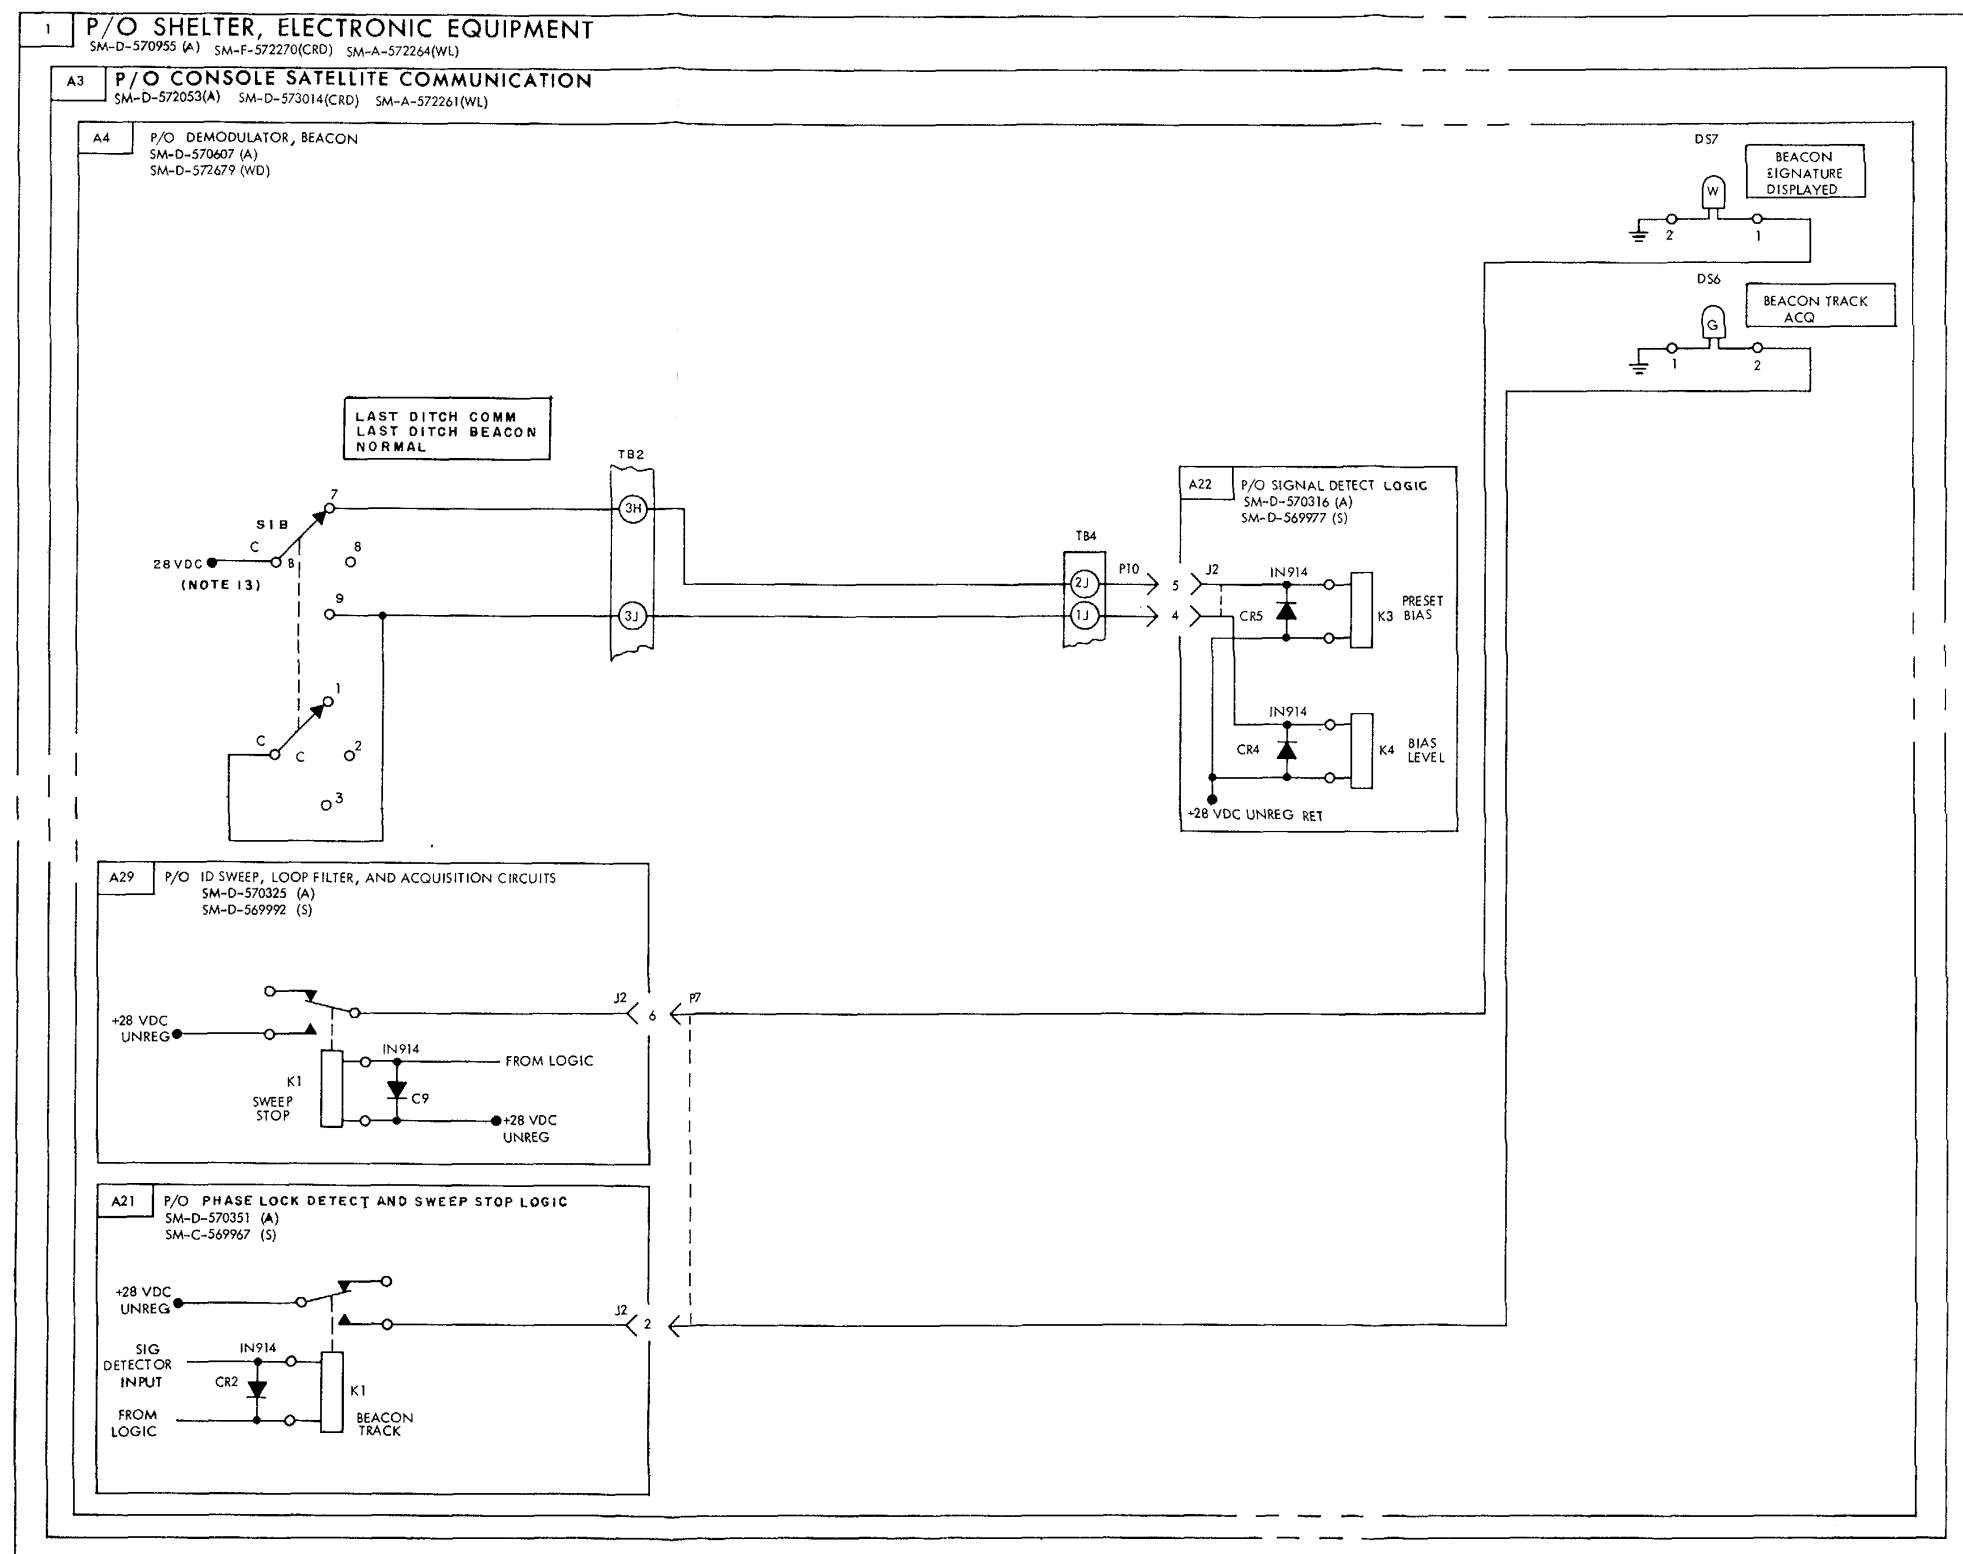 1 P/O SHELTER, ELECTRONIC EQUIPMENT
SM-D-570955 (A) SM-F-572270(CRD) SM-A-572264(WL)
A3 P/O CONSOLE SATELLITE COMMUNICATION
SM-D-572053(A) SM-D-573014(CRD) SM-A-572261(WL)
A4 P/O DEMODULATOR, BEACON
SM-D-570607 (A)
SM-D-572679 (WD)
DS7
BEACON
SIGNATURE
DISPLAYED
W
2 1
DS6
BEACON TRACK
ACQ
G
1 2
LAST DITCH COMM
LAST DITCH BEACON
NORMAL
TB2
7
3H
S1B
C
B
8
28VDC
(NOTE 13)
9
3J
1
C
C
2
3
TB4
2J
1J
P10
5
4
J2
A22 P/O SIGNAL DETECT LOGIC
SM-D-570316 (A)
SM-D-569977 (S)
IN914
CR5
K3 PRESET
BIAS
IN914
CR4
K4 BIAS
LEVEL
+28 VDC UNREG RET
A29 P/O ID SWEEP, LOOP FILTER, AND ACQUISITION CIRCUITS
SM-D-570325 (A)
SM-D-569992 (S)
+28 VDC
UNREG
J2
6
P7
IN914
FROM LOGIC
K1
SWEEP
STOP
C9
+28 VDC
UNREG
A21 P/O PHASE LOCK DETECT AND SWEEP STOP LOGIC
SM-D-570351 (A)
SM-C-569967 (S)
+28 VDC
UNREG
J2
2
SIG
DETECTOR
INPUT
IN914
CR2
K1
BEACON
TRACK
FROM
LOGIC